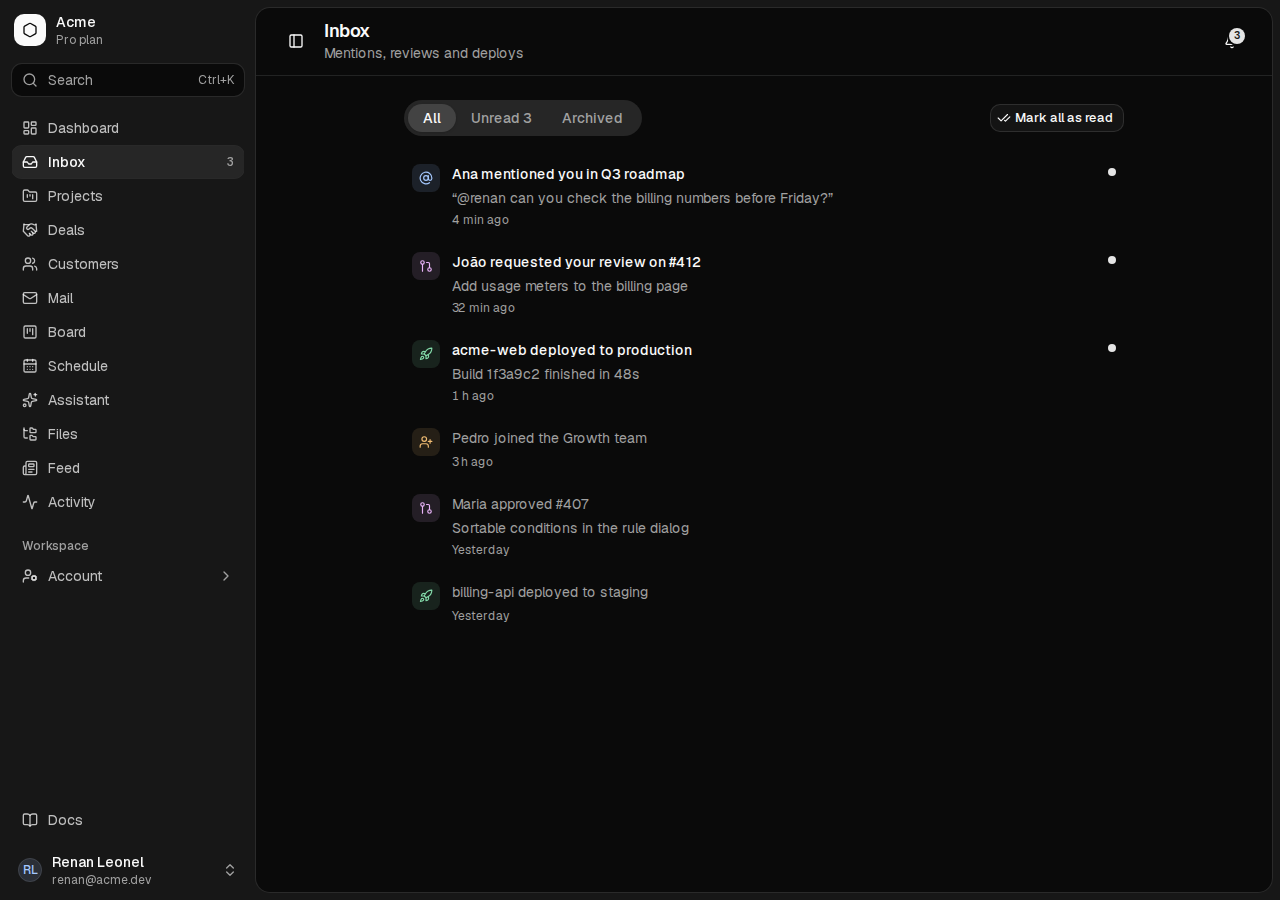 Acme
Pro plan
Search Ctrl+K
Dashboard
Inbox 3
Projects
Deals
Customers
Mail
Board
Schedule
Assistant
Files
Feed
Activity
Workspace
Account
Docs
RL
Renan Leonel
renan@acme.dev
Inbox
Mentions, reviews and deploys
3
All Unread 3 Archived
Mark all as read
Ana mentioned you in Q3 roadmap
“@renan can you check the billing numbers before Friday?”
4 min ago
João requested your review on #412
Add usage meters to the billing page
32 min ago
acme-web deployed to production
Build 1f3a9c2 finished in 48s
1 h ago
Pedro joined the Growth team
3 h ago
Maria approved #407
Sortable conditions in the rule dialog
Yesterday
billing-api deployed to staging
Yesterday